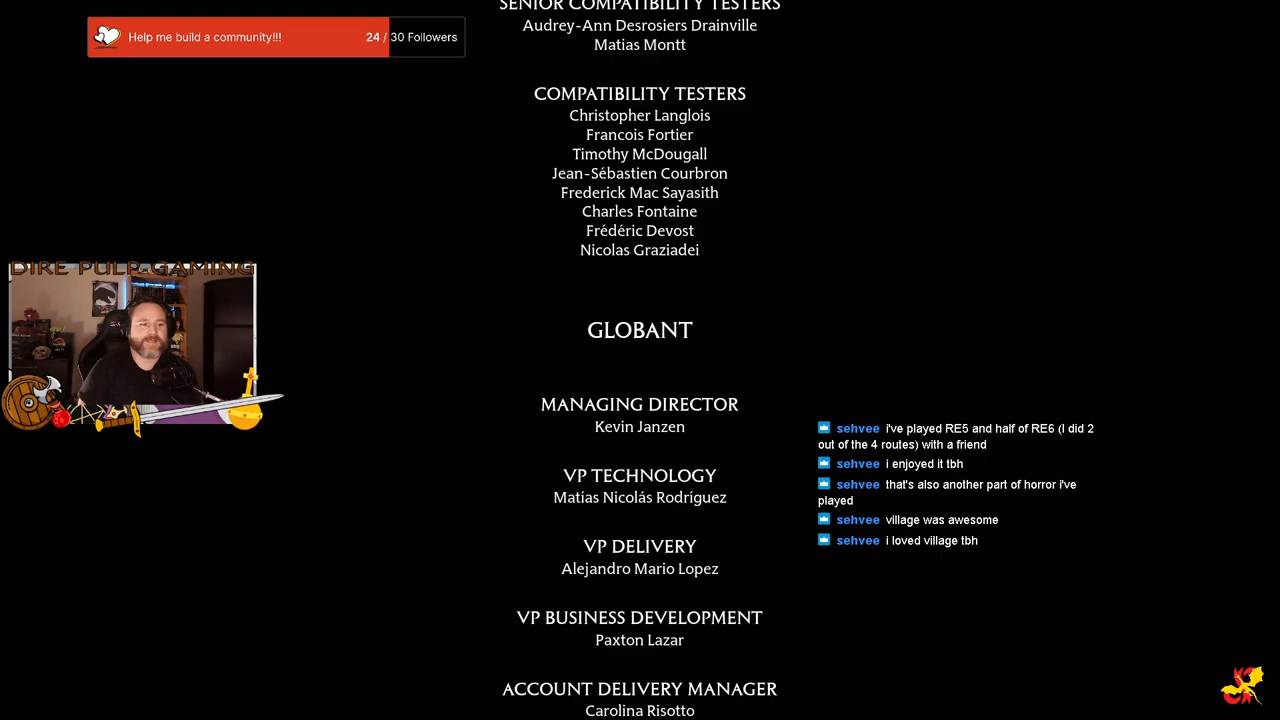 SENIOR COMPATIBILITY TESTERS
Audrey-Ann Desrosiers Drainville
Matias Montt
Help me build a community!!!
24 / 30 Followers
COMPATIBILITY TESTERS
Christopher Langlois
Francois Fortier
Timothy McDougall
Jean-Sébastien Courbron
Frederick Mac Sayasith
Charles Fontaine
Frédéric Devost
Nicolas Graziadei
DIRE PULP GAMING
GLOBANT
MANAGING DIRECTOR
Kevin Janzen
VP TECHNOLOGY
Matías Nicolás Rodríguez
VP DELIVERY
Alejandro Mario Lopez
VP BUSINESS DEVELOPMENT
Paxton Lazar
ACCOUNT DELIVERY MANAGER
Carolina Risotto
sehvee i've played RE5 and half of RE6 (I did 2
out of the 4 routes) with a friend
sehvee i enjoyed it tbh
sehvee that's also another part of horror i've
played
sehvee village was awesome
sehvee i loved village tbh